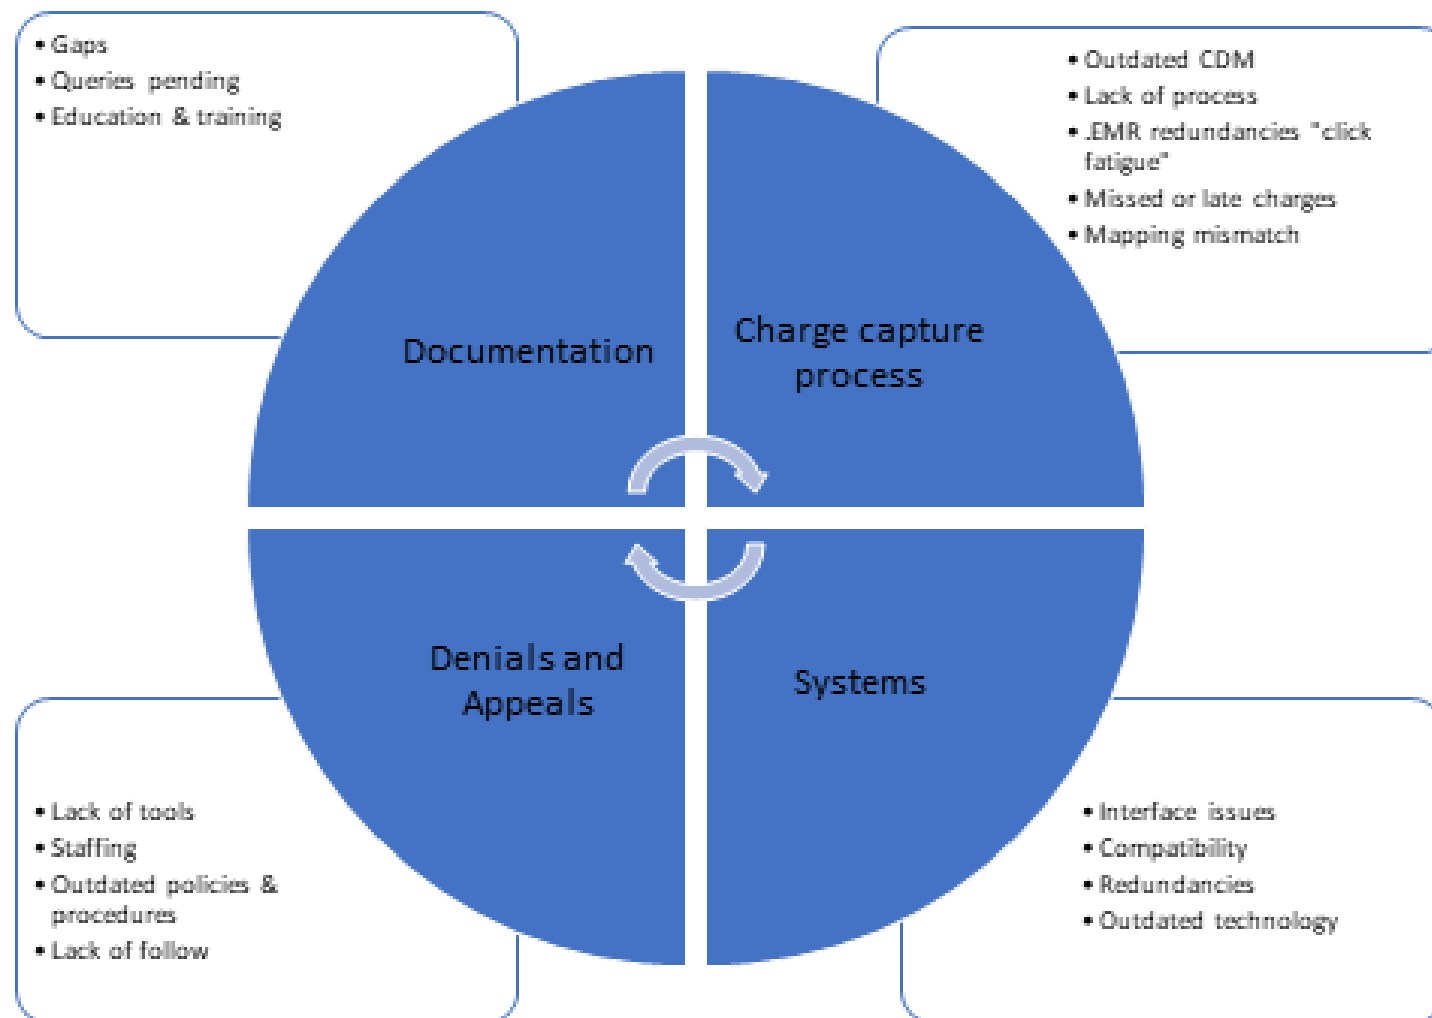 • Gaps
• Queries pending
• Education & training
• Outdated CDM
• Lack of process
• .EMR redundancies "click
fatigue"
• Missed or late charges
• Mapping mismatch
Documentation
Charge capture
process
Denials and
Appeals
Systems
• Lack of tools
• Staffing
• Outdated policies &
procedures
• Lack of follow
• Interface issues
• Compatibility
• Redundancies
• Outdated technology